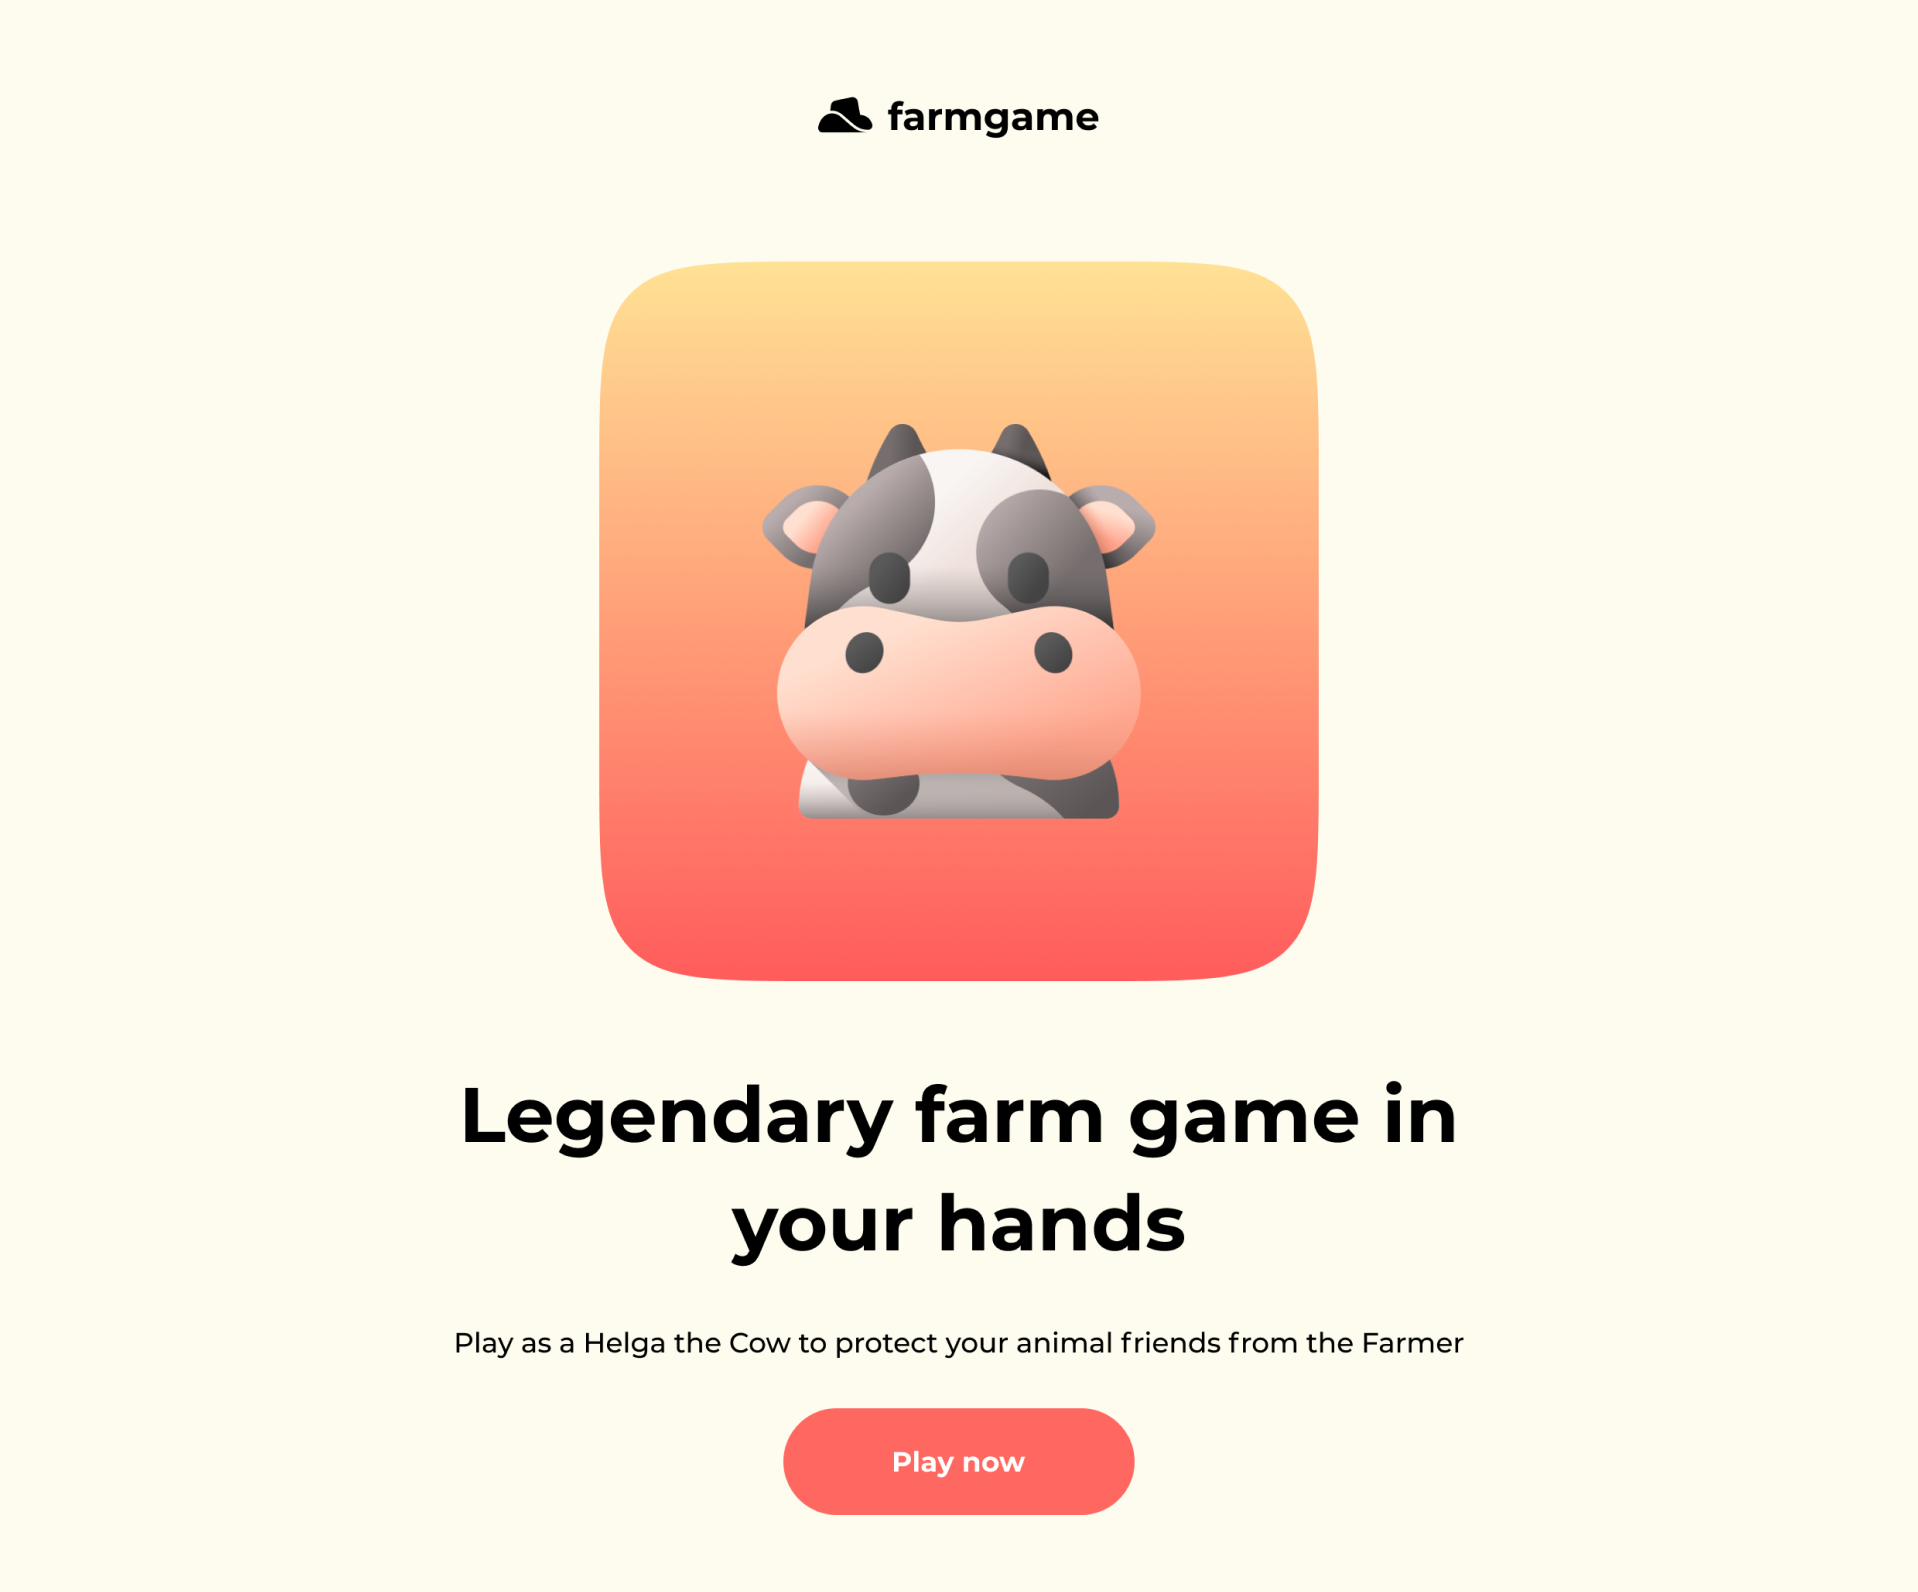 farmgame
Legendary farm game in
your hands
Play as a Helga the Cow to protect your animal friends from the Farmer
Play now